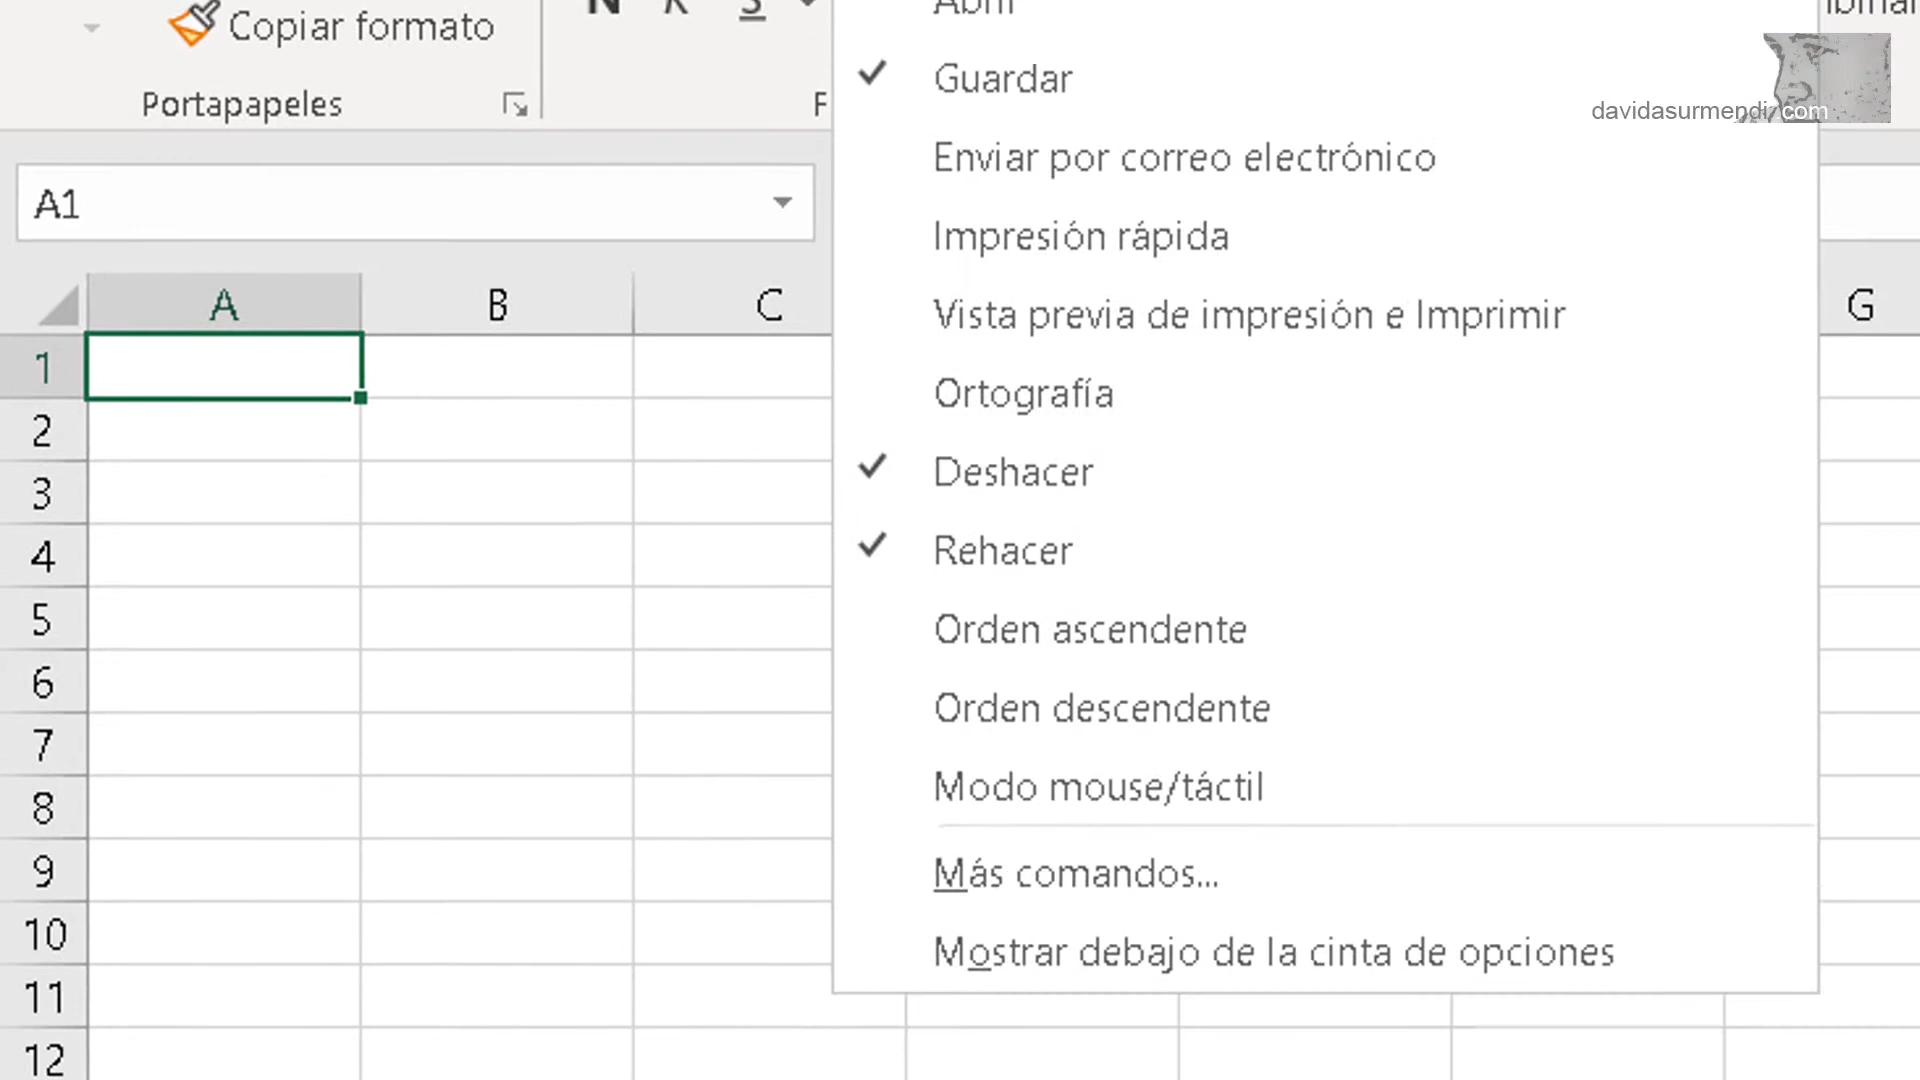 Copiar formato
N K S
Abrir
Portapapeles
F
Guardar
davidasurmendi.com
Enviar por correo electrónico
A1
Impresión rápida
A B C G
Vista previa de impresión e Imprimir
1
Ortografía
2
Deshacer
3
Rehacer
4
Orden ascendente
5
Orden descendente
6
Modo mouse/táctil
7
Más comandos...
8
Mostrar debajo de la cinta de opciones
9
10
11
12